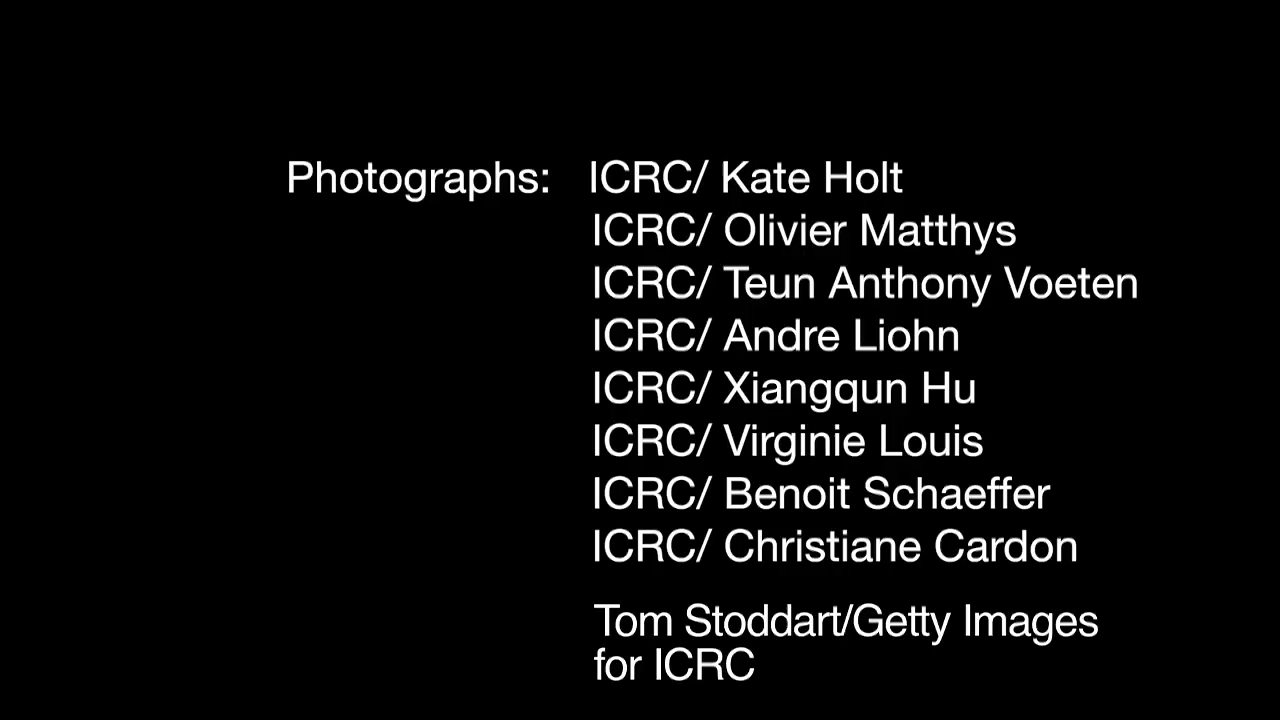 Photographs: ICRC/ Kate Holt
ICRC/ Olivier Matthys
ICRC/ Teun Anthony Voeten
ICRC/ Andre Liohn
ICRC/ Xiangqun Hu
ICRC/ Virginie Louis
ICRC/ Benoit Schaeffer
ICRC/ Christiane Cardon
Tom Stoddart/Getty Images
for ICRC